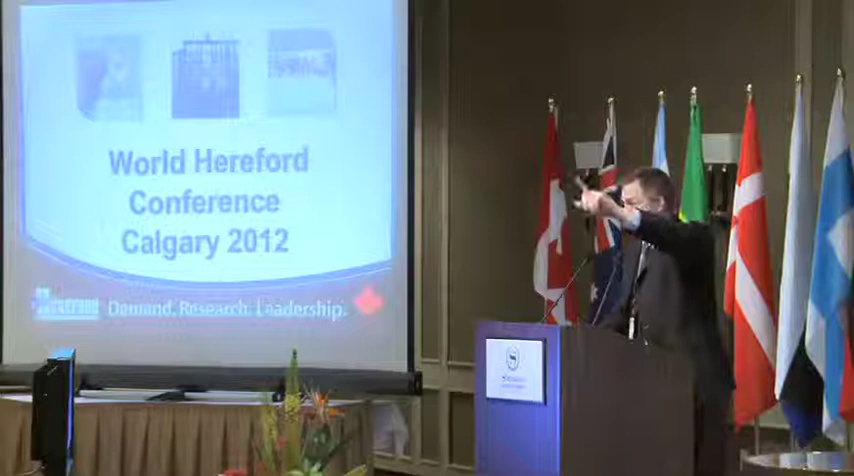 World Hereford
Conference
Calgary 2012
Demand. Research. Leadership.